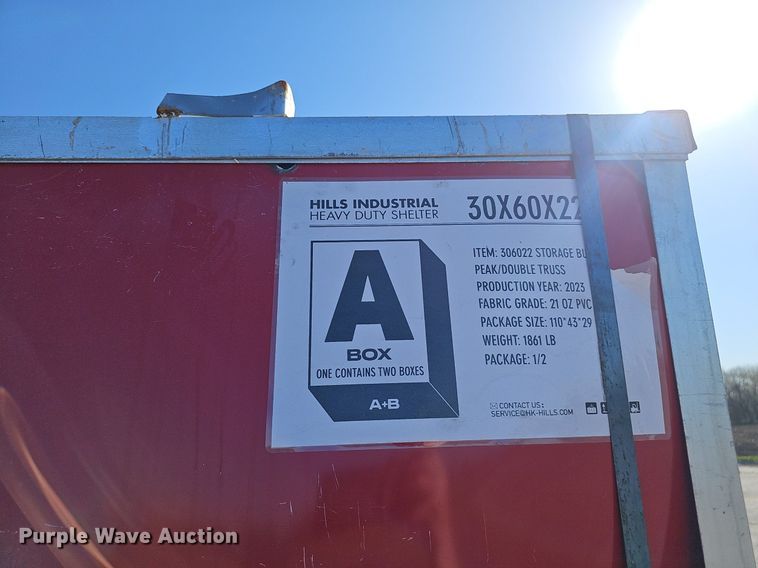 HILLS INDUSTRIAL
HEAVY DUTY SHELTER
30X60X22
ITEM: 306022 STORAGE
PEAK/DOUBLE TRUSS
PRODUCTION YEAR: 2023
FABRIC GRADE: 21 OZ PVC
PACKAGE SIZE: 110*43*29
WEIGHT: 1861 LB
PACKAGE: 1/2
A
BOX
ONE CONTAINS TWO BOXES
A+B
CONTACT US:
SERVICE@HK-HILLS.COM
Purple Wave Auction